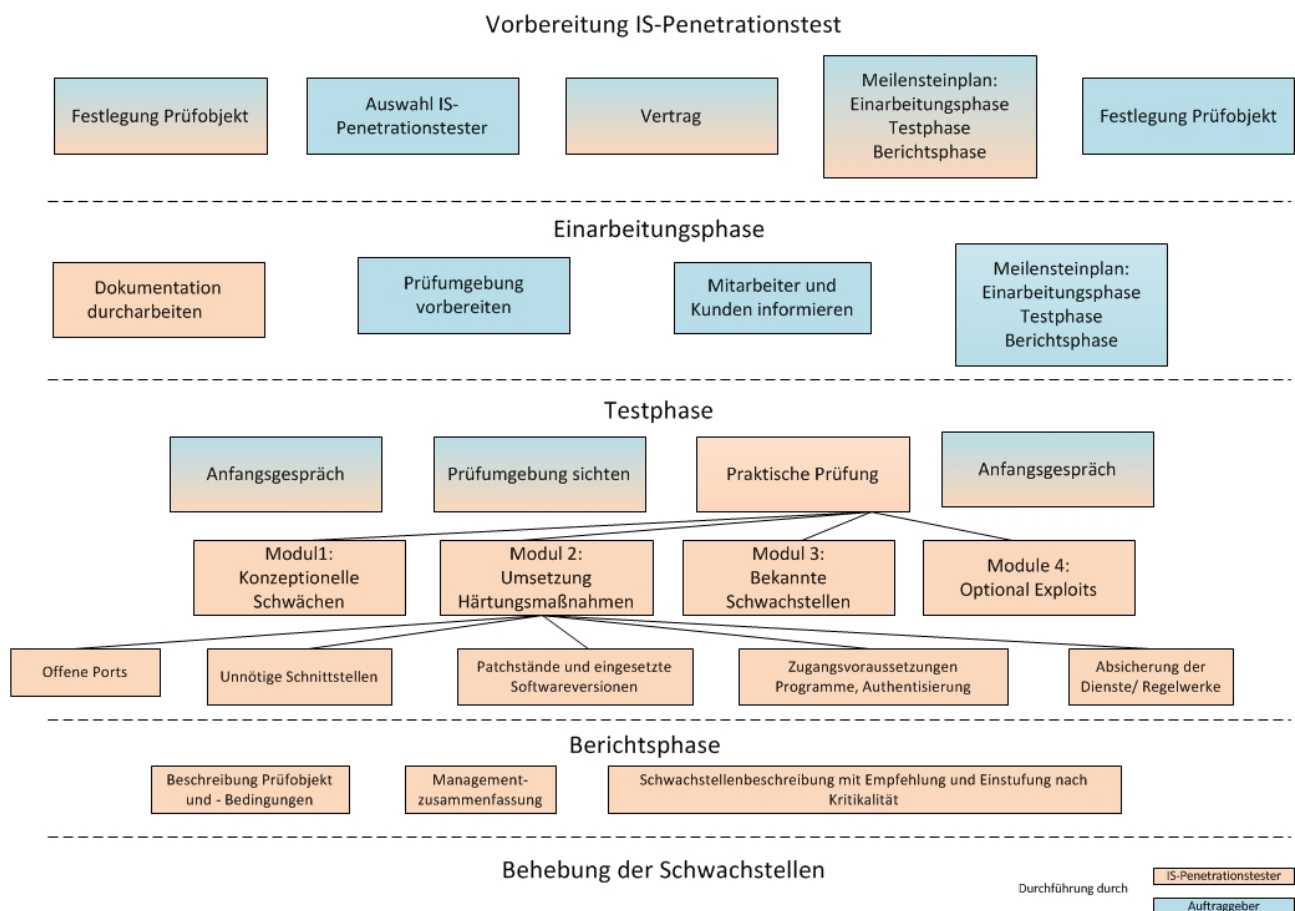 Vorbereitung IS-Penetrationstest
Festlegung Prüfobjekt
Auswahl IS-
Penetrationstester
Vertrag
Meilensteinplan:
Einarbeitungsphase
Testphase
Berichtsphase
Festlegung Prüfobjekt
Einarbeitungsphase
Dokumentation
durcharbeiten
Prüfumgebung
vorbereiten
Mitarbeiter und
Kunden informieren
Meilensteinplan:
Einarbeitungsphase
Testphase
Berichtsphase
Testphase
Anfangsgespräch
Prüfumgebung sichten
Praktische Prüfung
Anfangsgespräch
Modul1:
Konzeptionelle
Schwächen
Modul 2:
Umsetzung
Härtungsmaßnahmen
Modul 3:
Bekannte
Schwachstellen
Module 4:
Optional Exploits
Offene Ports
Unnötige Schnittstellen
Patchstände und eingesetzte
Softwareversionen
Zugangsvoraussetzungen
Programme, Authentisierung
Absicherung der
Dienste/ Regelwerke
Berichtsphase
Beschreibung Prüfobjekt
und - Bedingungen
Management-
zusammenfassung
Schwachstellenbeschreibung mit Empfehlung und Einstufung nach
Kritikalität
Behebung der Schwachstellen
Durchführung durch
IS-Penetrationstester
Auftraggeber